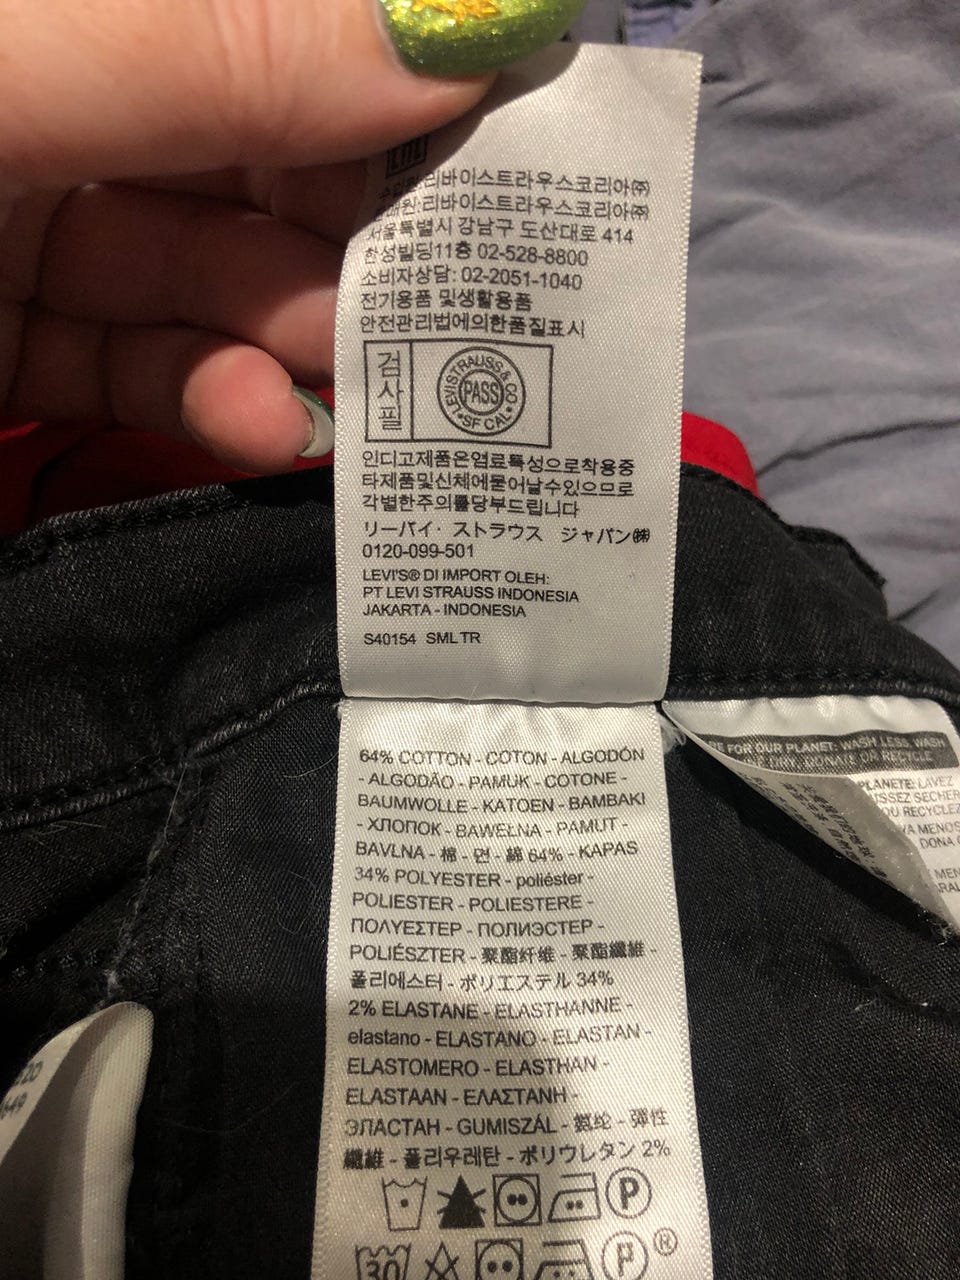 EAC
수입원:리바이스트라우스코리아㈜
판매원:리바이스트라우스코리아㈜
서울특별시 강남구 도산대로 414
한성빌딩11층 02-528-8800
소비자상담: 02-2051-1040
전기용품 및생활용품
안전관리법에의한품질표시
검사필
LEVI STRAUSS & CO
PASS
SF CAL
인디고제품은염료특성으로착용중
타제품및신체에묻어날수있으므로
각별한주의를당부드립니다
リーバイ・ストラウス ジャパン㈱
0120-099-501
LEVI'S® DI IMPORT OLEH:
PT LEVI STRAUSS INDONESIA
JAKARTA - INDONESIA
S40154 SML TR
64% COTTON - COTON - ALGODÓN
- ALGODÃO - PAMUK - COTONE -
BAUMWOLLE - KATOEN - BAMBAKI
- ХЛОПОК - BAWEŁNA - PAMUT -
BAVLNA - 棉 - 면 - 綿 64% - KAPAS
34% POLYESTER - poliéster -
POLIESTER - POLIESTERE -
ΠΟΛΥΕΣΤΕΡ - ПОЛИЭСТЕР -
POLIÉSZTER - 聚酯纤维 - 聚酯纖維 -
폴리에스터 - ポリエステル 34%
2% ELASTANE - ELASTHANNE -
elastano - ELASTANO - ELASTAN -
ELASTOMERO - ELASTHAN -
ELASTAAN - ΕΛΑΣΤΑΝΗ -
ЭЛАСТАН - GUMISZÁL - 氨纶 - 彈性
纖維 - 폴리우레탄 - ポリウレタン 2%
P
30
P ®
FOR OUR PLANET: WASH LESS, WASH
DONATE OR RECYCLE
PLANETE: LAVEZ
SECHER
OU RECYCLEZ
MENOS
DONA
649